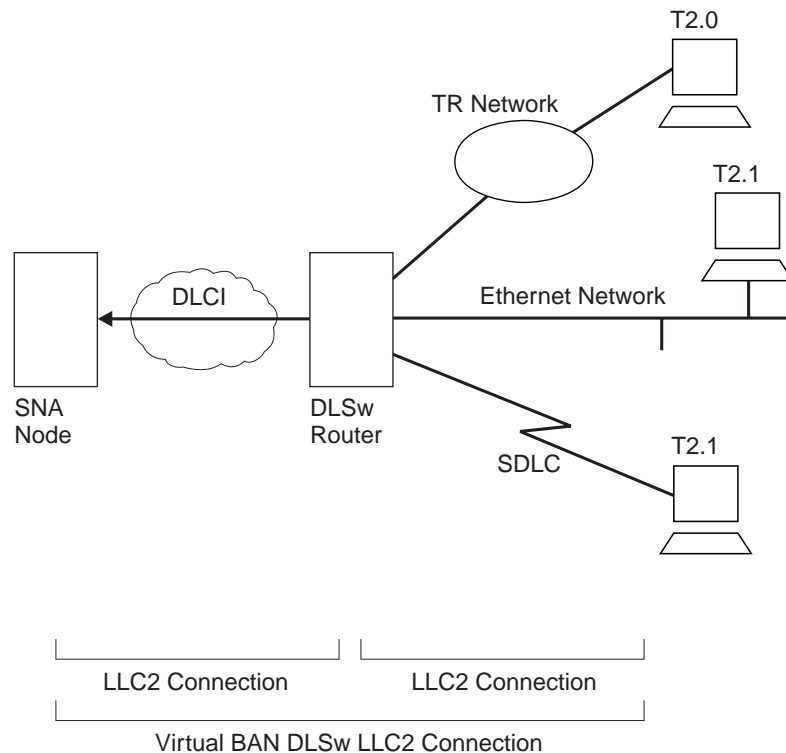 T2.0
TR Network
T2.1
DLCI
Ethernet Network
SNA
Node
DLSw
Router
T2.1
SDLC
LLC2 Connection
LLC2 Connection
Virtual BAN DLSw LLC2 Connection